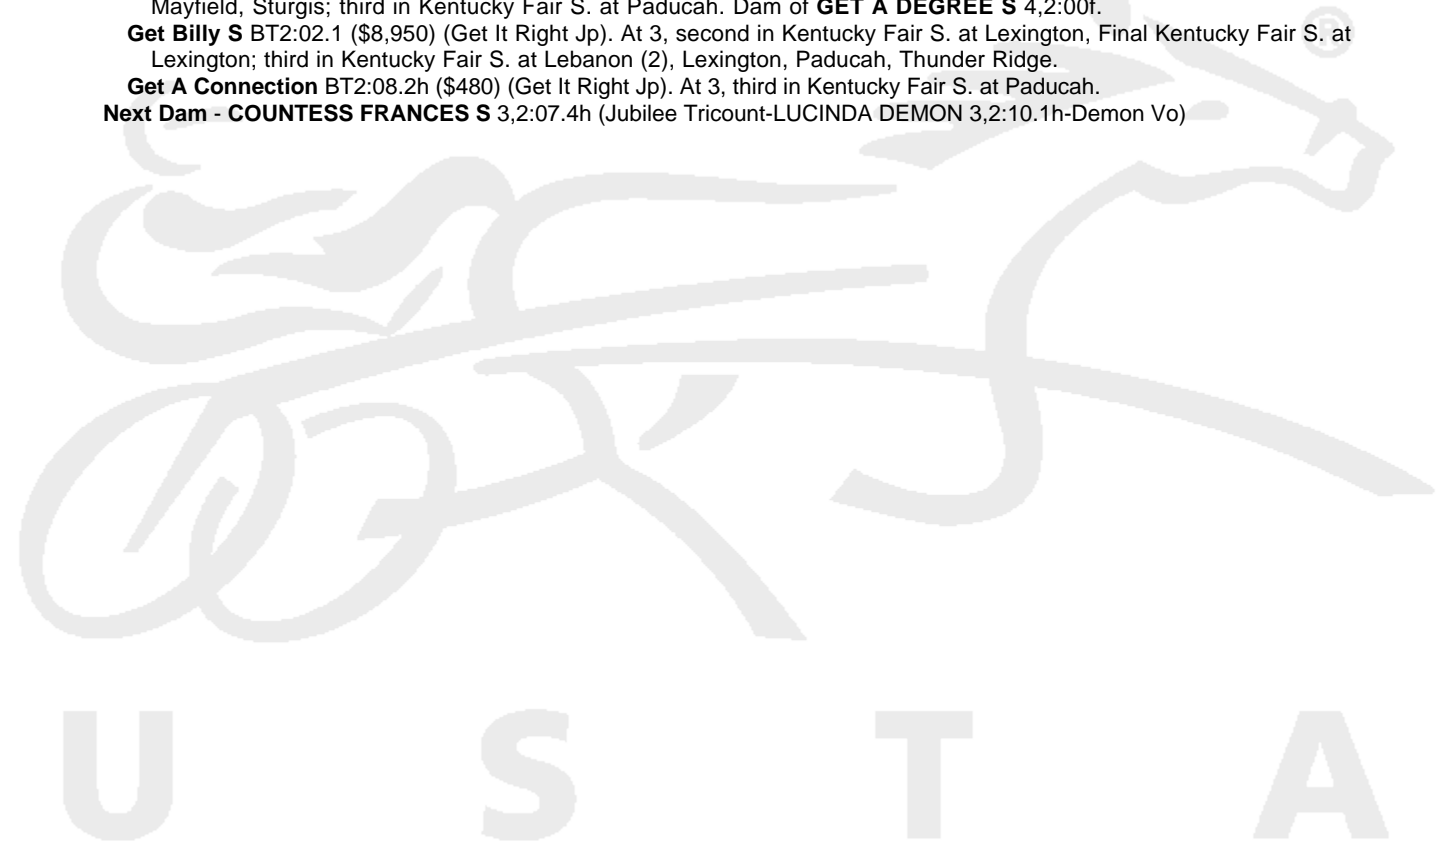 Mayfield, Sturgis; third in Kentucky Fair S. at Paducah. Dam of GET A DEGREE S 4,2:00f.
Get Billy S BT2:02.1 ($8,950) (Get It Right Jp). At 3, second in Kentucky Fair S. at Lexington, Final Kentucky Fair S. at
Lexington; third in Kentucky Fair S. at Lebanon (2), Lexington, Paducah, Thunder Ridge.
Get A Connection BT2:08.2h ($480) (Get It Right Jp). At 3, third in Kentucky Fair S. at Paducah.
Next Dam - COUNTESS FRANCES S 3,2:07.4h (Jubilee Tricount-LUCINDA DEMON 3,2:10.1h-Demon Vo)
®
U S T A